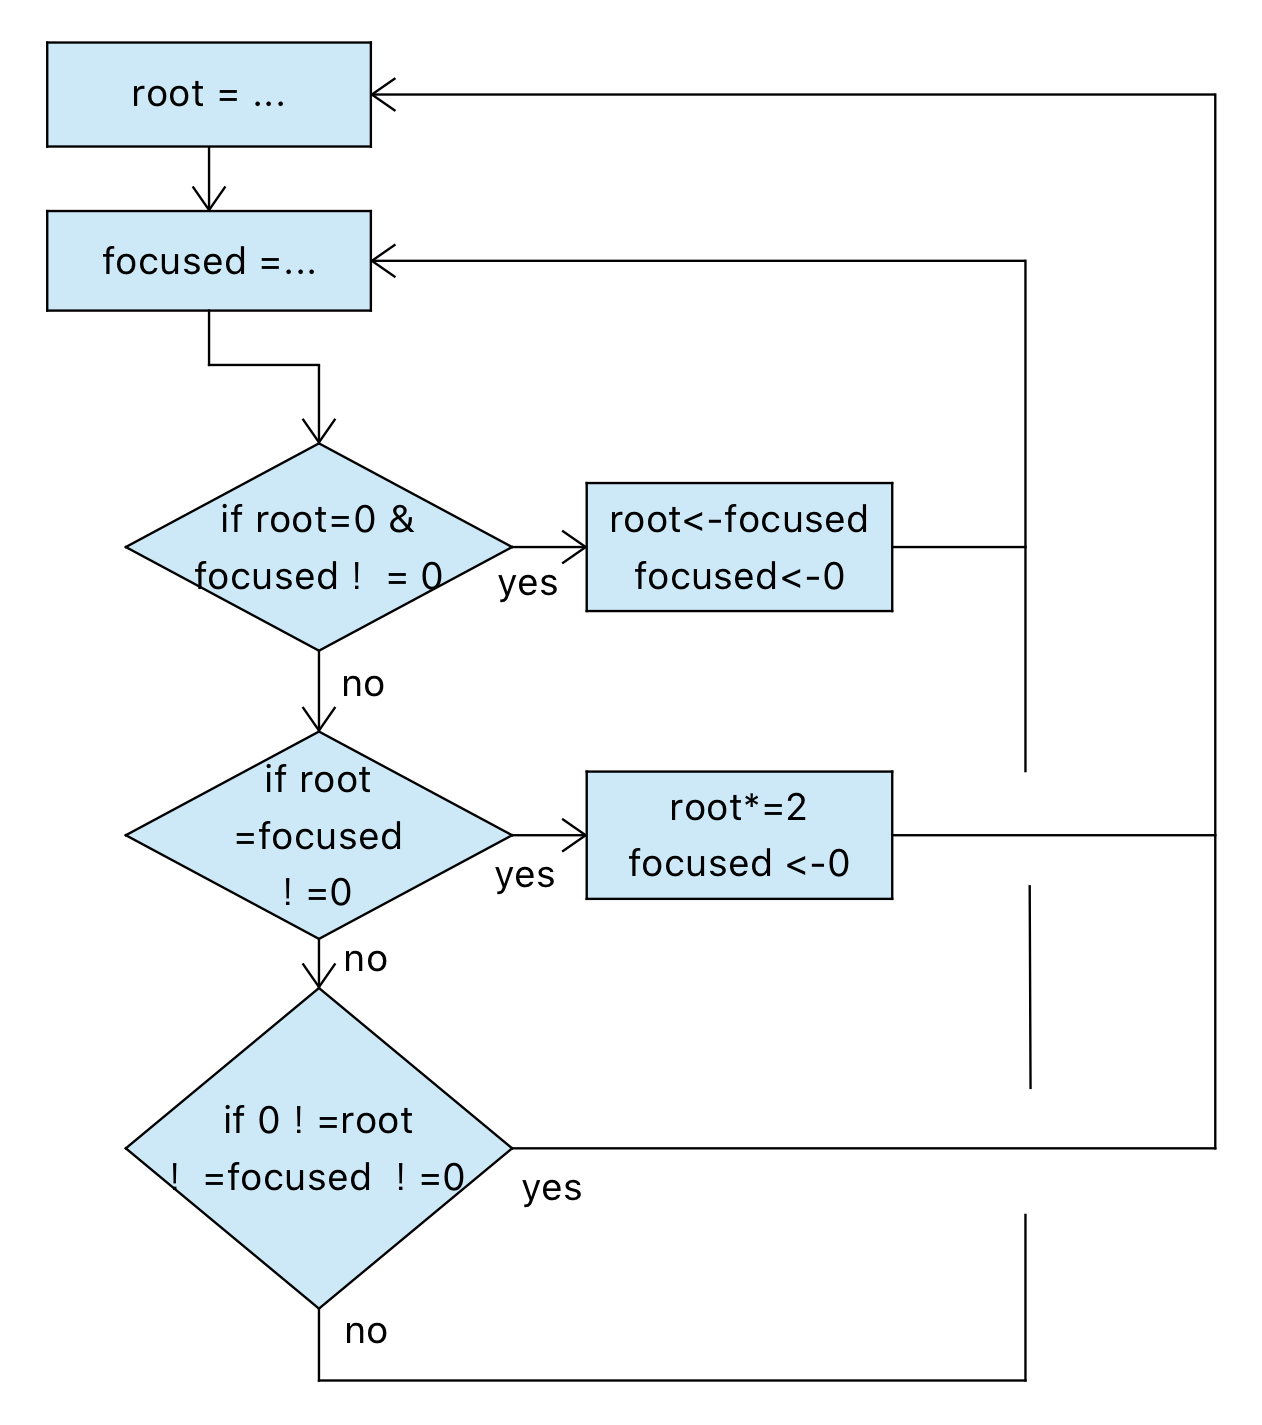 root = ...
focused =...
if root=0 &
focused !  = 0
yes
root<-focused
focused<-0
no
if root
=focused
! =0
yes
root*=2
focused <-0
no
if 0 ! =root
!  =focused  ! =0
yes
no